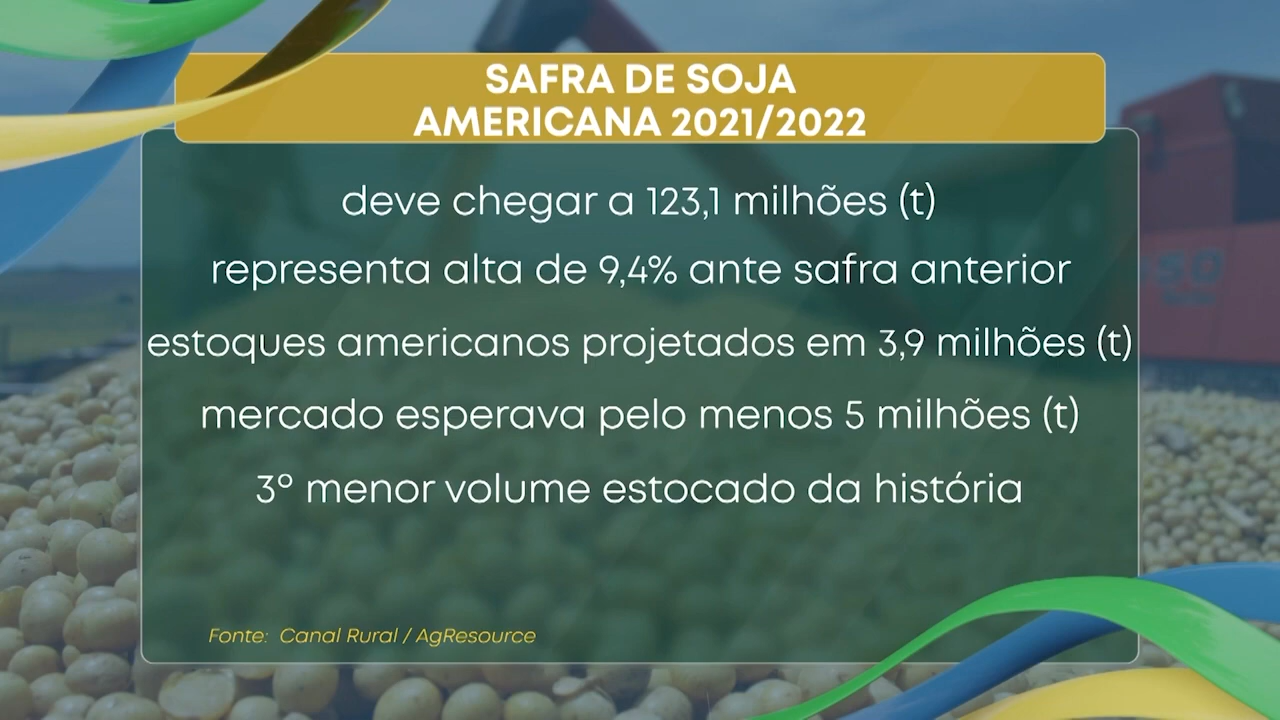 SAFRA DE SOJA
AMERICANA 2021/2022
deve chegar a 123,1 milhões (t)
representa alta de 9,4% ante safra anterior
estoques americanos projetados em 3,9 milhões (t)
mercado esperava pelo menos 5 milhões (t)
3º menor volume estocado da história
Fonte: Canal Rural / AgResource